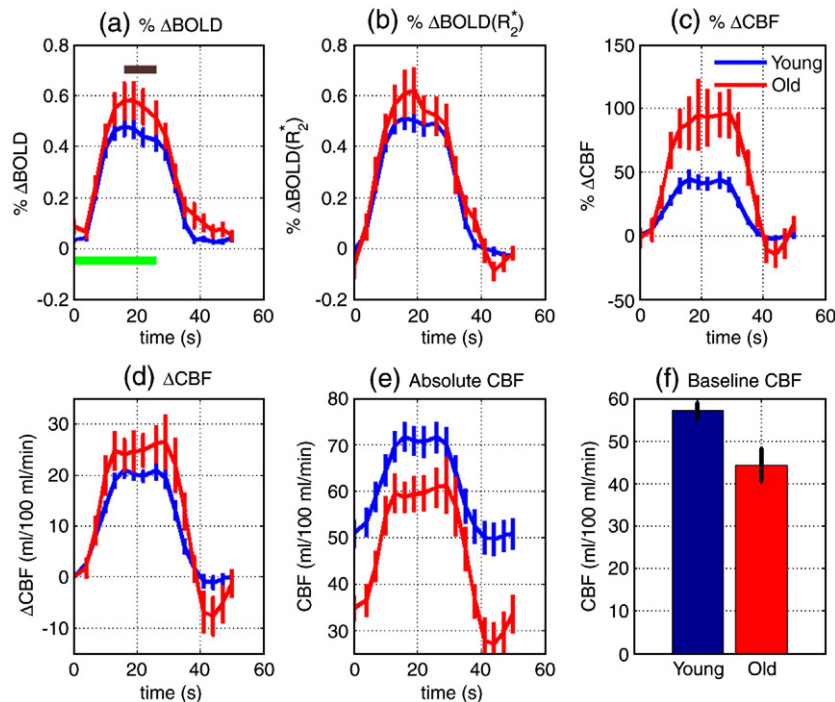 (a) % ΔBOLD
% ΔBOLD
0.8
0.6
0.4
0.2
0
-0.2
0 20 40 60
time (s)
(b) % ΔBOLD(R2*)
% ΔBOLD(R2*)
0.8
0.6
0.4
0.2
0
-0.2
0 20 40 60
time (s)
(c) % ΔCBF
% ΔCBF
150
100
50
0
-50
Young
Old
0 20 40 60
time (s)
(d) ΔCBF
ΔCBF (ml/100 ml/min)
30
20
10
0
-10
0 20 40 60
time (s)
(e) Absolute CBF
CBF (ml/100 ml/min)
80
70
60
50
40
30
0 20 40 60
time (s)
(f) Baseline CBF
CBF (ml/100 ml/min)
60
50
40
30
20
10
0
Young Old